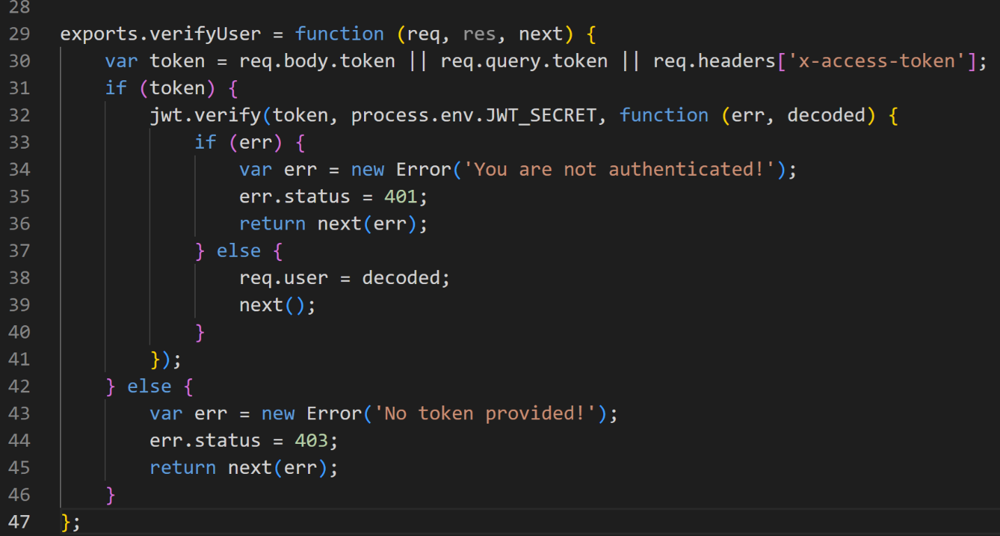 28
29 exports.verifyUser = function (req, res, next) {
30     var token = req.body.token || req.query.token || req.headers['x-access-token'];
31     if (token) {
32         jwt.verify(token, process.env.JWT_SECRET, function (err, decoded) {
33             if (err) {
34                 var err = new Error('You are not authenticated!');
35                 err.status = 401;
36                 return next(err);
37             } else {
38                 req.user = decoded;
39                 next();
40             }
41         });
42     } else {
43         var err = new Error('No token provided!');
44         err.status = 403;
45         return next(err);
46     }
47 };